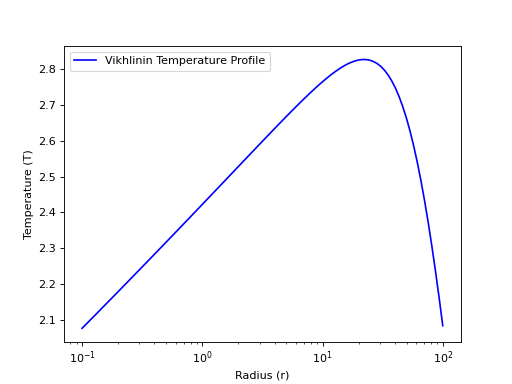 Vikhlinin Temperature Profile
2.8
2.7
2.6
2.5
2.4
2.3
2.2
2.1
Temperature (T)
10⁻¹ 10⁰ 10¹ 10²
Radius (r)